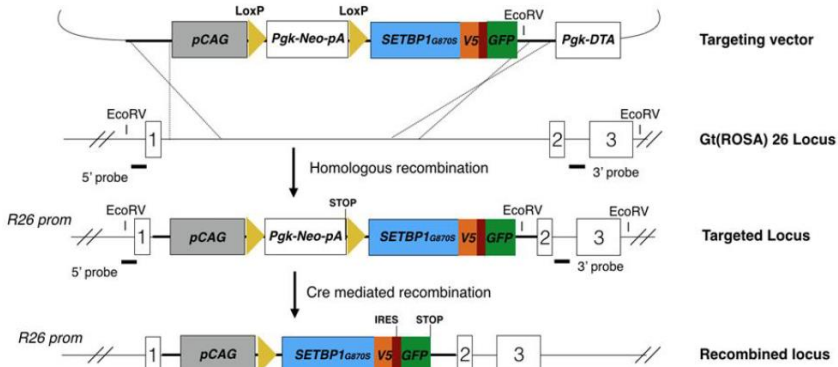 LoxP LoxP EcoRV
pCAG Pgk-Neo-pA SETBP1G870S V5 GFP Pgk-DTA Targeting vector
EcoRV EcoRV
1 2 3 Gt(ROSA) 26 Locus
5' probe 3' probe
Homologous recombination
STOP
R26 prom EcoRV EcoRV EcoRV
1 pCAG Pgk-Neo-pA SETBP1G870S V5 GFP 2 3 Targeted Locus
5' probe 3' probe
Cre mediated recombination
IRES STOP
R26 prom
1 pCAG SETBP1G870S V5 GFP 2 3 Recombined locus